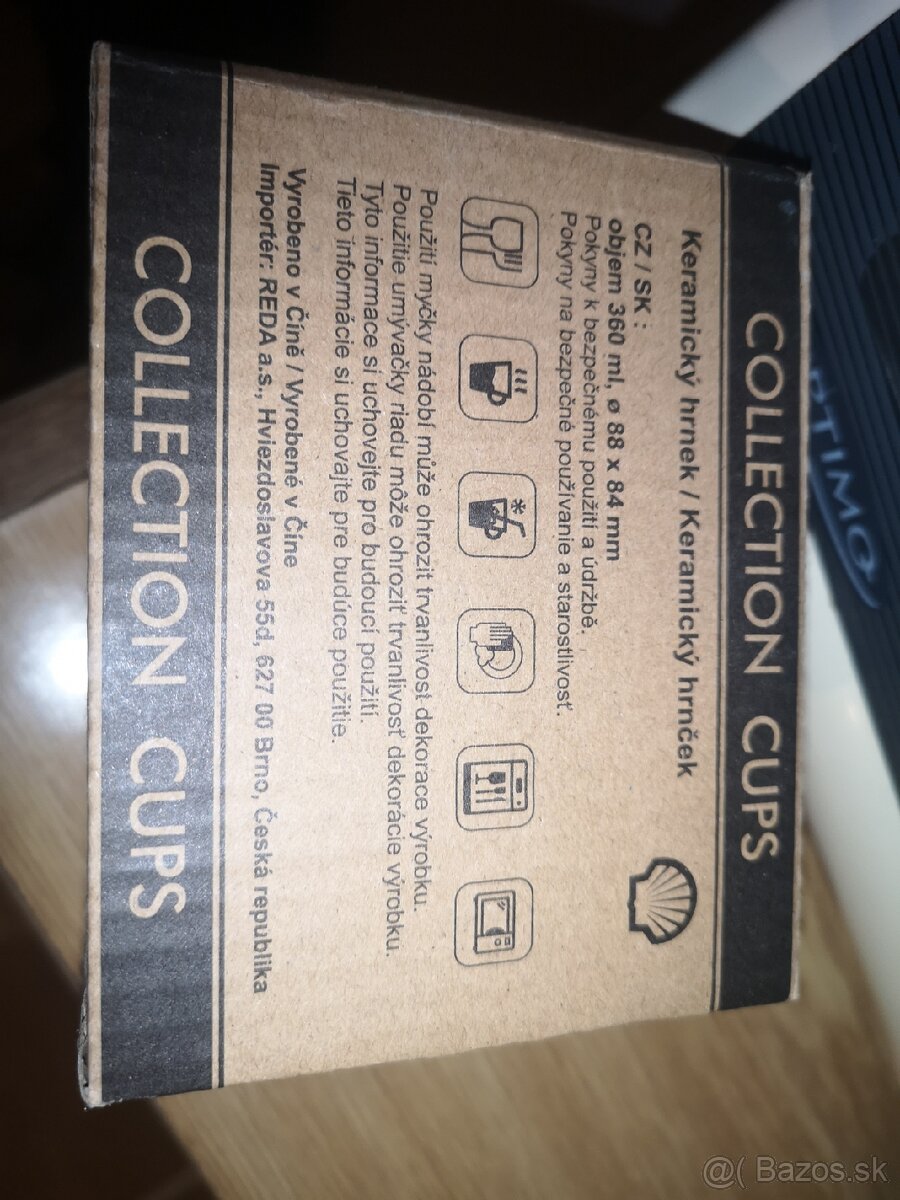 COLLECTION CUPS
Keramický hrnek / Keramický hrnček
CZ / SK :
objem 360 ml, ø 88 x 84 mm
Pokyny k bezpečnému použití a údržbě.
Pokyny na bezpečné používanie a starostlivosť.
Použití myčky nádobí může ohrozit trvanlivost dekorace výrobku.
Použitie umývačky riadu môže ohroziť trvanlivosť dekorácie výrobku.
Tyto informace si uchovejte pro budoucí použití.
Tieto informácie si uchovajte pre budúce použitie.
Vyrobeno v Číně / Vyrobené v Číne
Importér: REDA a.s., Hviezdoslavova 55d, 627 00 Brno, Česká republika
COLLECTION CUPS
@( Bazos.sk